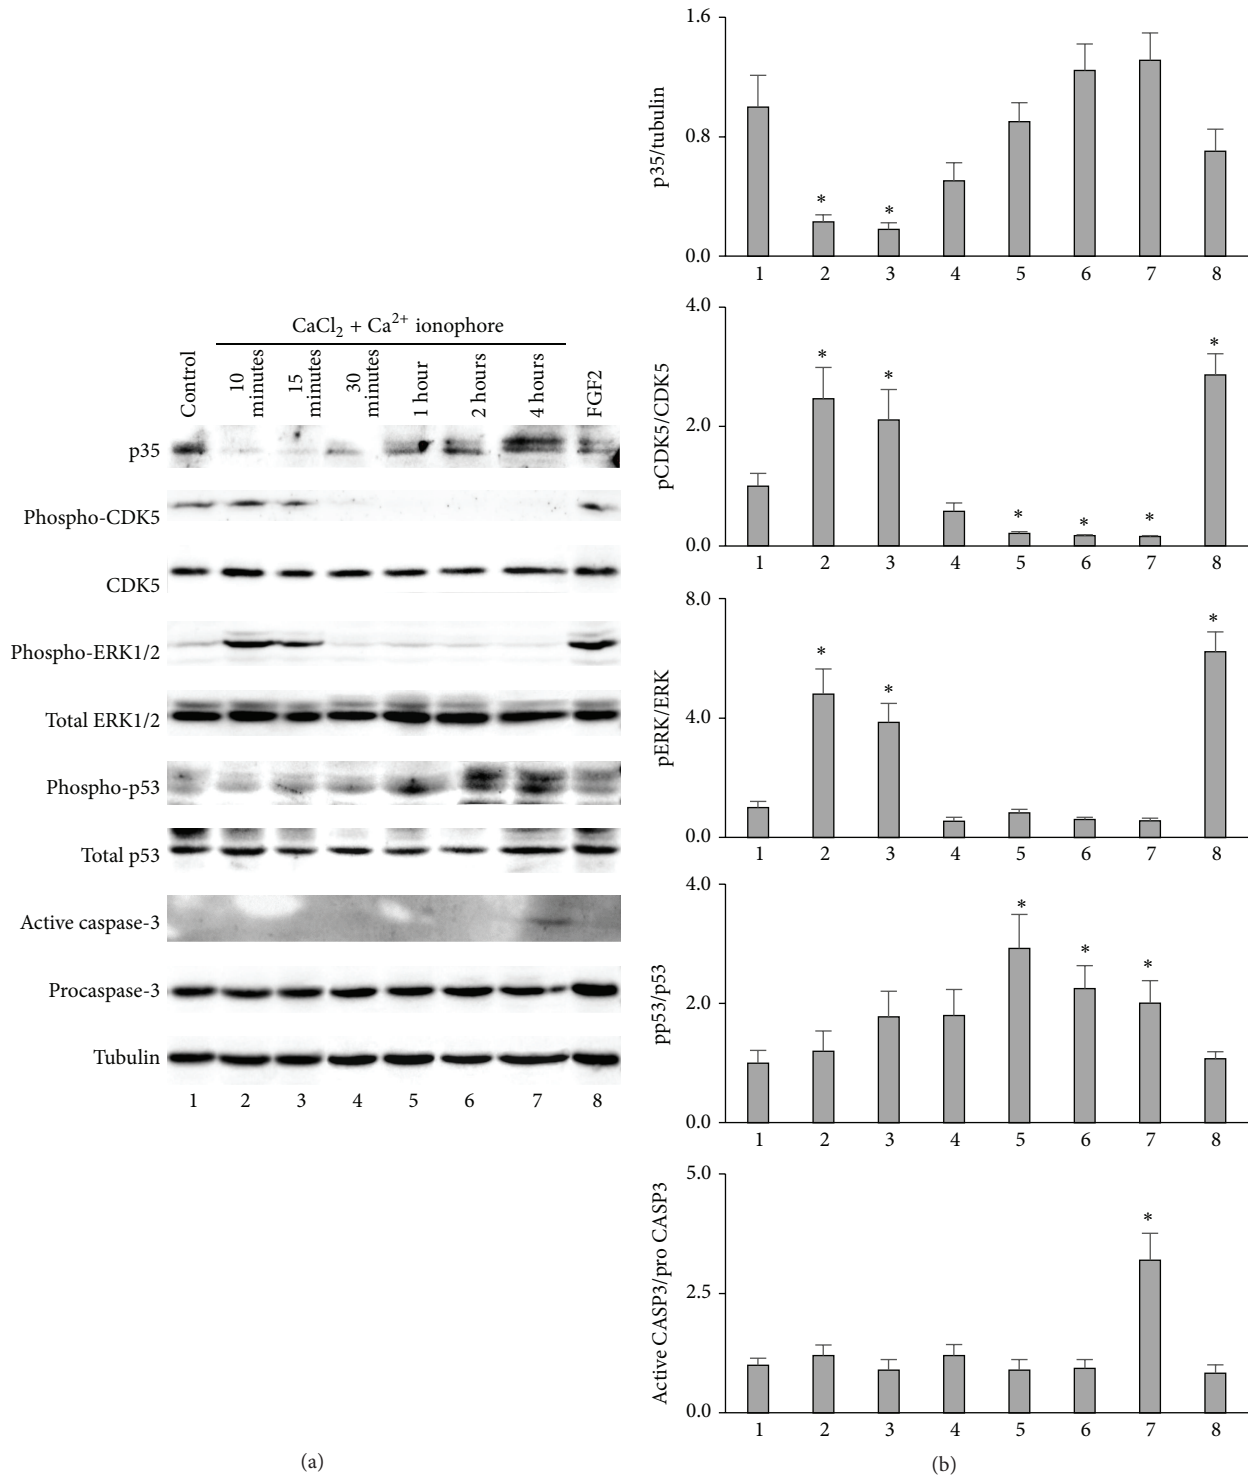 CaCl₂ + Ca²⁺ ionophore
Control
10
minutes
15
minutes
30
minutes
1 hour
2 hours
4 hours
FGF2
p35
Phospho-CDK5
CDK5
Phospho-ERK1/2
Total ERK1/2
Phospho-p53
Total p53
Active caspase-3
Procaspase-3
Tubulin
1 2 3 4 5 6 7 8
(a)
p35/tubulin
1.6
0.8
0.0
* *
1 2 3 4 5 6 7 8
pCDK5/CDK5
4.0
2.0
0.0
* * * * * *
1 2 3 4 5 6 7 8
pERK/ERK
8.0
4.0
0.0
* * *
1 2 3 4 5 6 7 8
pp53/p53
4.0
2.0
0.0
* * *
1 2 3 4 5 6 7 8
Active CASP3/pro CASP3
5.0
2.5
0.0
*
1 2 3 4 5 6 7 8
(b)